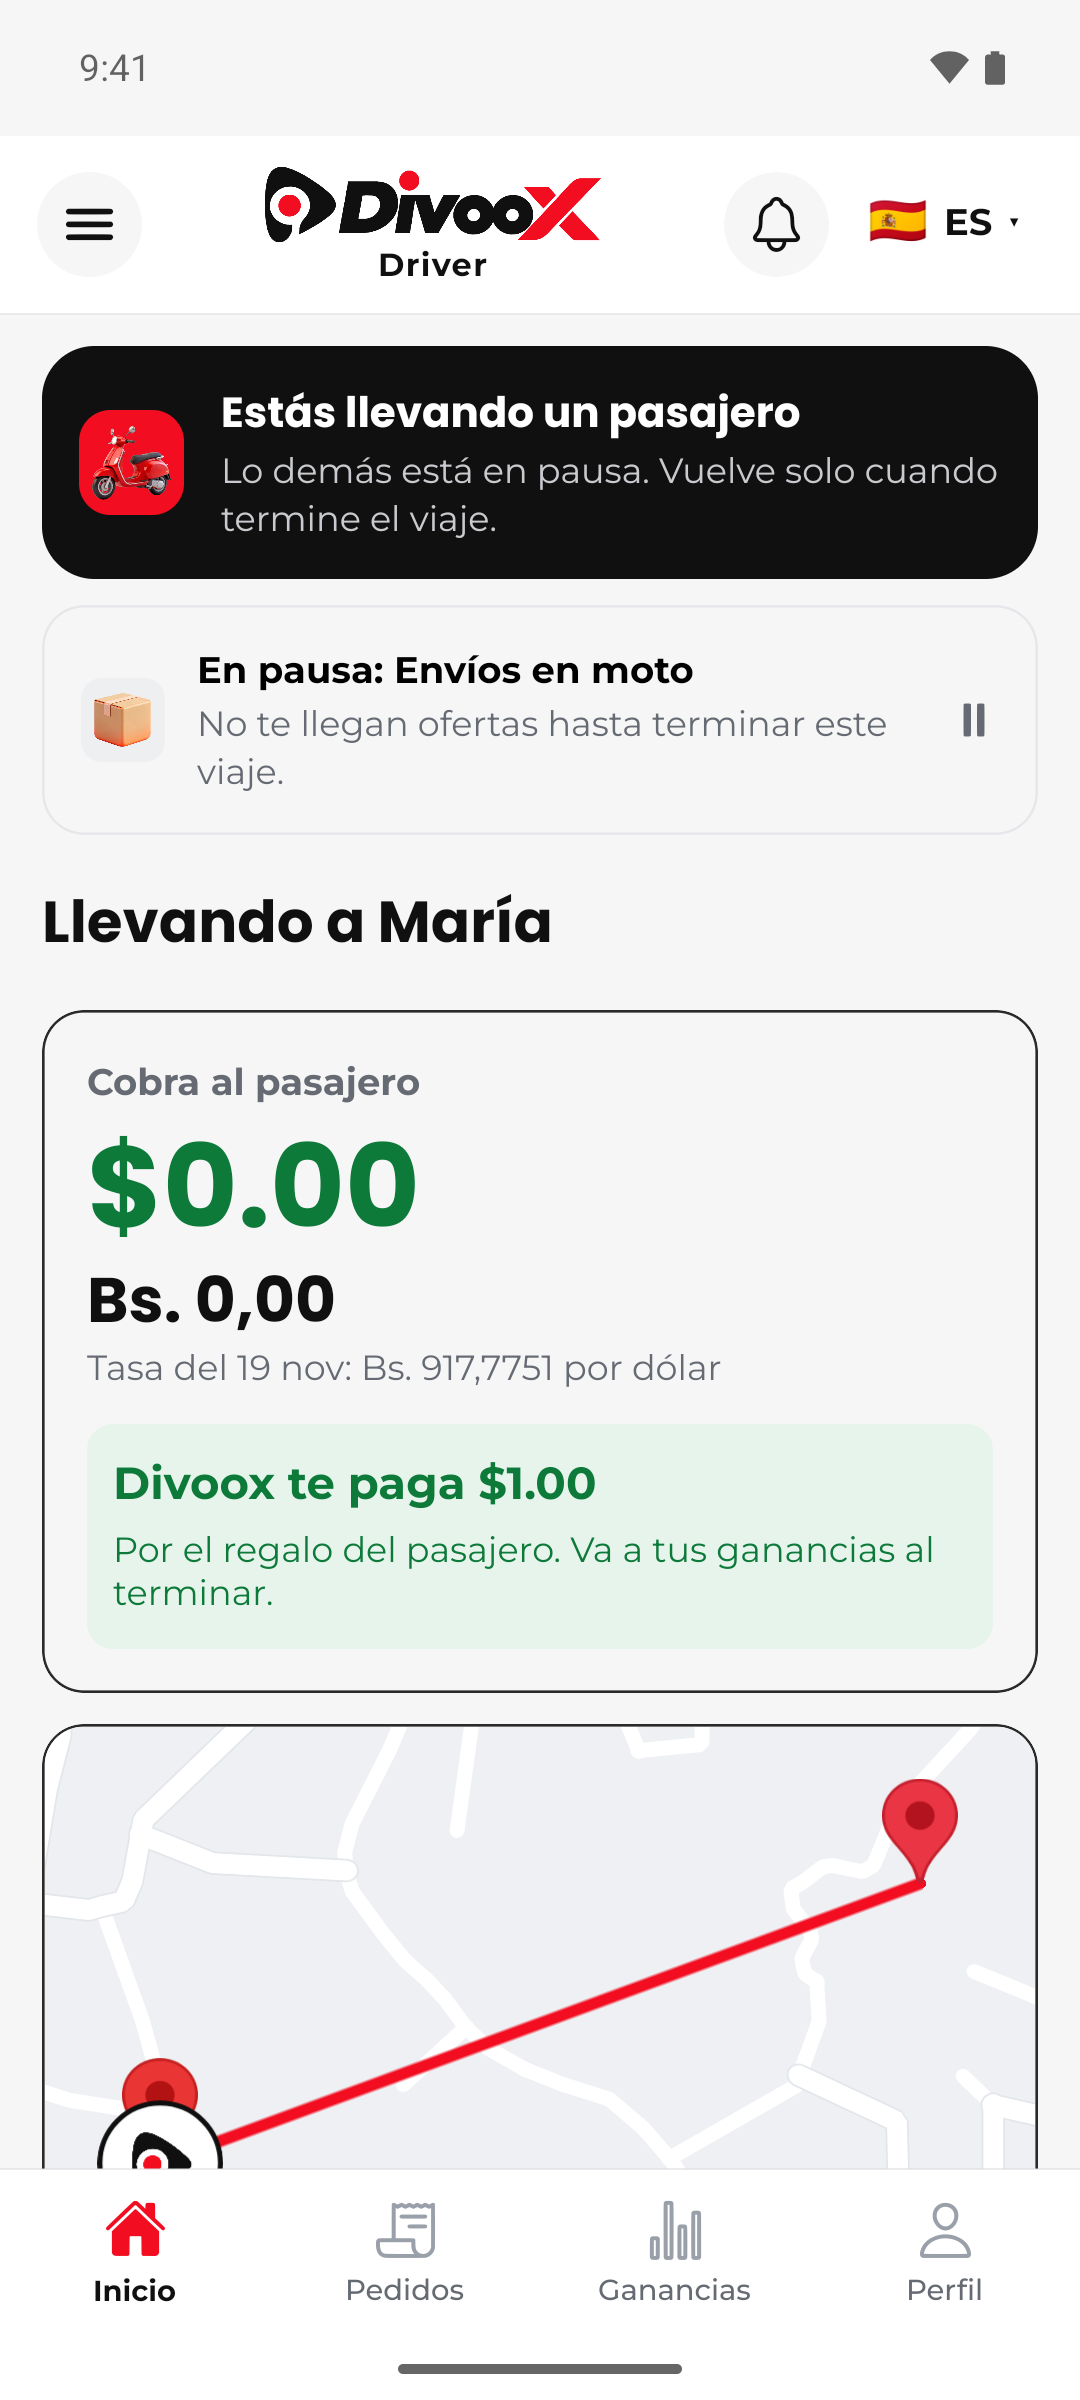 9:41
DivooX
Driver
ES
Estás llevando un pasajero
Lo demás está en pausa. Vuelve solo cuando
termine el viaje.
En pausa: Envíos en moto
No te llegan ofertas hasta terminar este
viaje.
Llevando a María
Cobra al pasajero
$0.00
Bs. 0,00
Tasa del 19 nov: Bs. 917,7751 por dólar
Divoox te paga $1.00
Por el regalo del pasajero. Va a tus ganancias al
terminar.
Inicio
Pedidos
Ganancias
Perfil